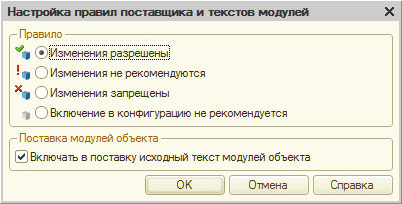 Настройка правил поставщика и текстов модулей
Правило
Изменения разрешены
Изменения не рекомендуются
Изменения запрещены
Включение в конфигурацию не рекомендуется
Поставка модулей объекта
Включать в поставку исходный текст модулей объекта
OK Отмена Справка